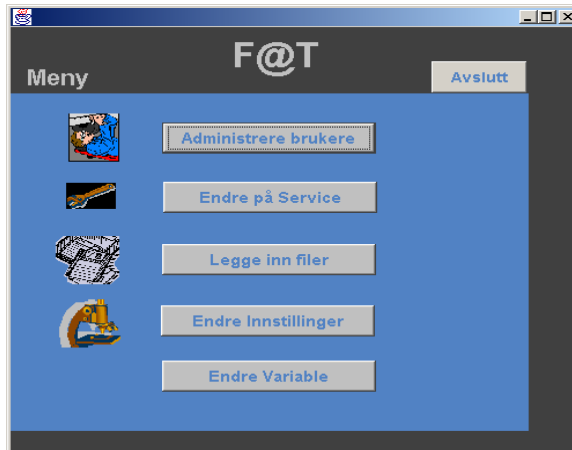 F@T
Meny
Avslutt
Administrere brukere
Endre på Service
Legge inn filer
Endre Innstillinger
Endre Variable